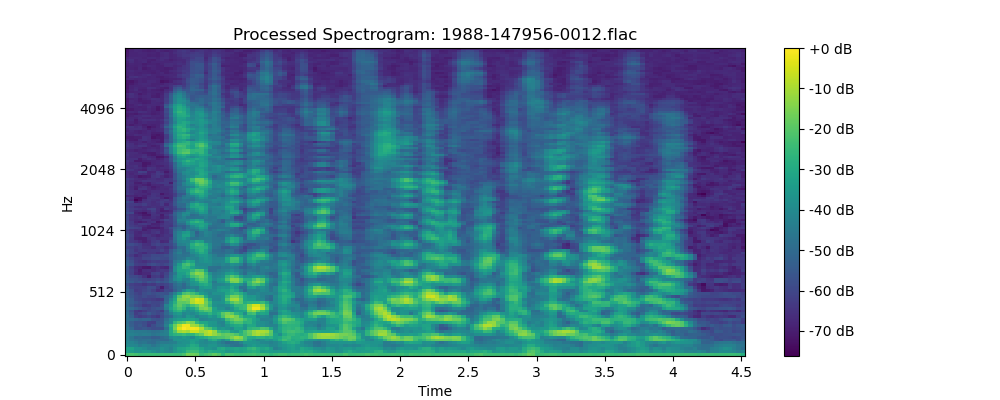 Processed Spectrogram: 1988-147956-0012.flac
Hz
4096
2048
1024
512
0
0 0.5 1 1.5 2 2.5 3 3.5 4 4.5
Time
+0 dB
-10 dB
-20 dB
-30 dB
-40 dB
-50 dB
-60 dB
-70 dB